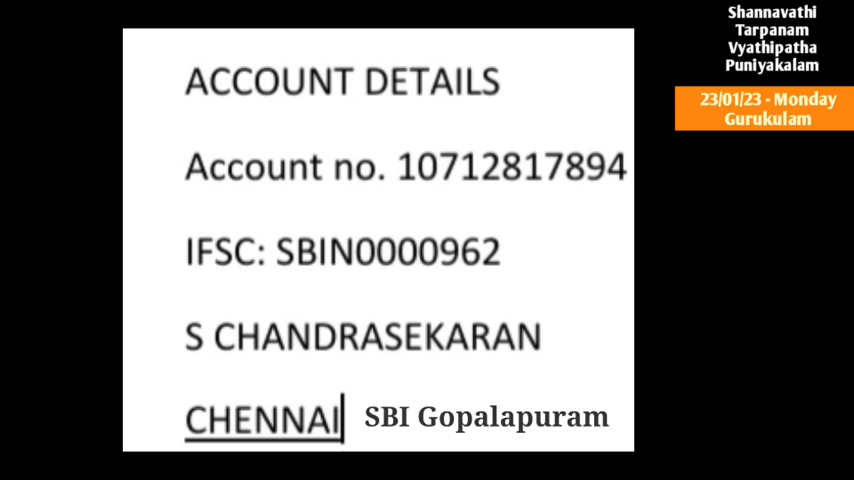 Shannavathi
Tarpanam
Vyathipatha
Puniyakalam
23/01/23 - Monday
Gurukulam
ACCOUNT DETAILS
Account no. 10712817894
IFSC: SBIN0000962
S CHANDRASEKARAN
CHENNAI SBI Gopalapuram